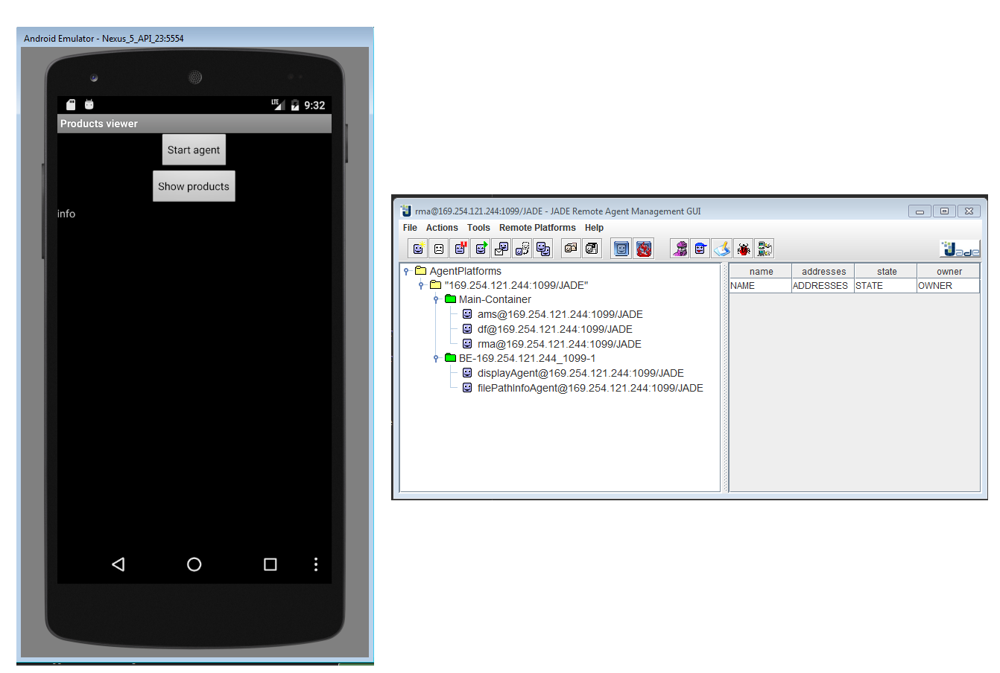 Android Emulator - Nexus_5_API_23:5554
LTE 9:32
Products viewer
Start agent
Show products
info
rma@169.254.121.244:1099/JADE - JADE Remote Agent Management GUI
File Actions Tools Remote Platforms Help
Jade
AgentPlatforms
"169.254.121.244:1099/JADE"
Main-Container
ams@169.254.121.244:1099/JADE
df@169.254.121.244:1099/JADE
rma@169.254.121.244:1099/JADE
BE-169.254.121.244_1099-1
displayAgent@169.254.121.244:1099/JADE
filePathInfoAgent@169.254.121.244:1099/JADE
name addresses state owner
NAME ADDRESSES STATE OWNER